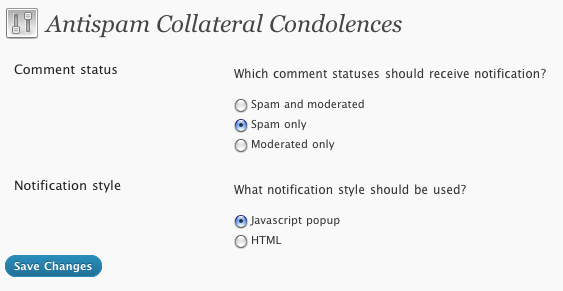 Antispam Collateral Condolences
Comment status
Which comment statuses should receive notification?
Spam and moderated
Spam only
Moderated only
Notification style
What notification style should be used?
Javascript popup
HTML
Save Changes